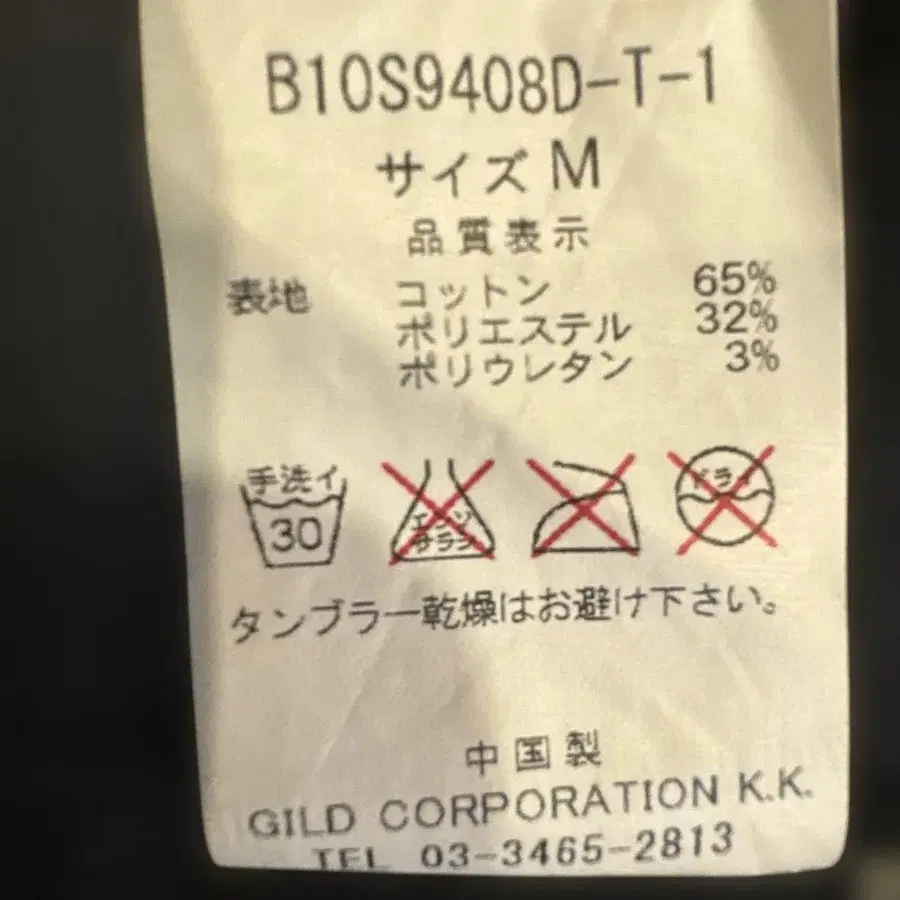 B10S9408D-T-1
サイズ M
品質表示
表地 コットン 65%
ポリエステル 32%
ポリウレタン 3%
手洗イ 30 エンソ サラシ ドライ
タンブラー乾燥はお避け下さい。
中国製
GILD CORPORATION K.K.
TEL 03-3465-2813